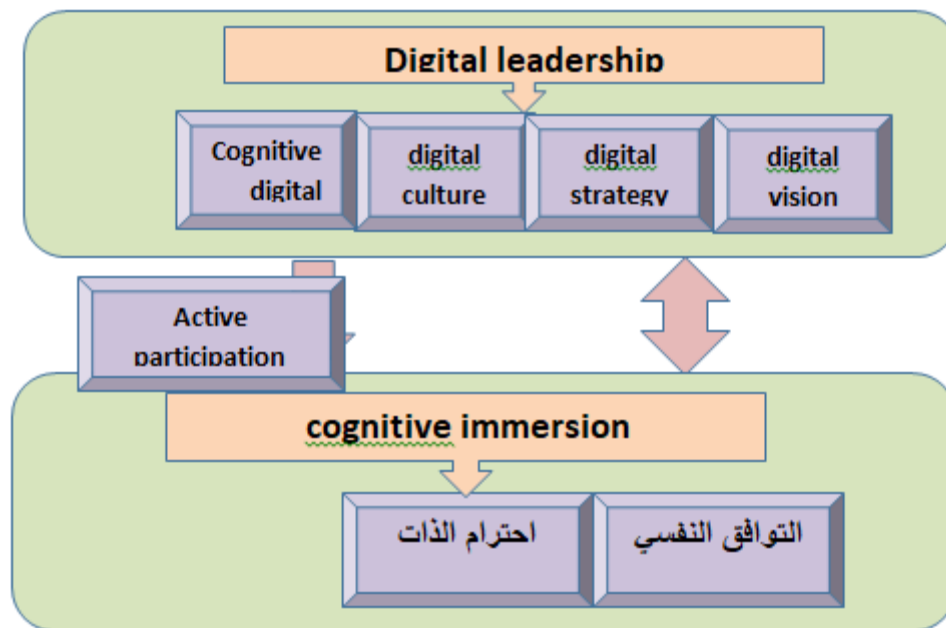 Digital leadership
Cognitive
digital
digital
culture
digital
strategy
digital
vision
Active
participation
cognitive immersion
احترام الذات
التوافق النفسي